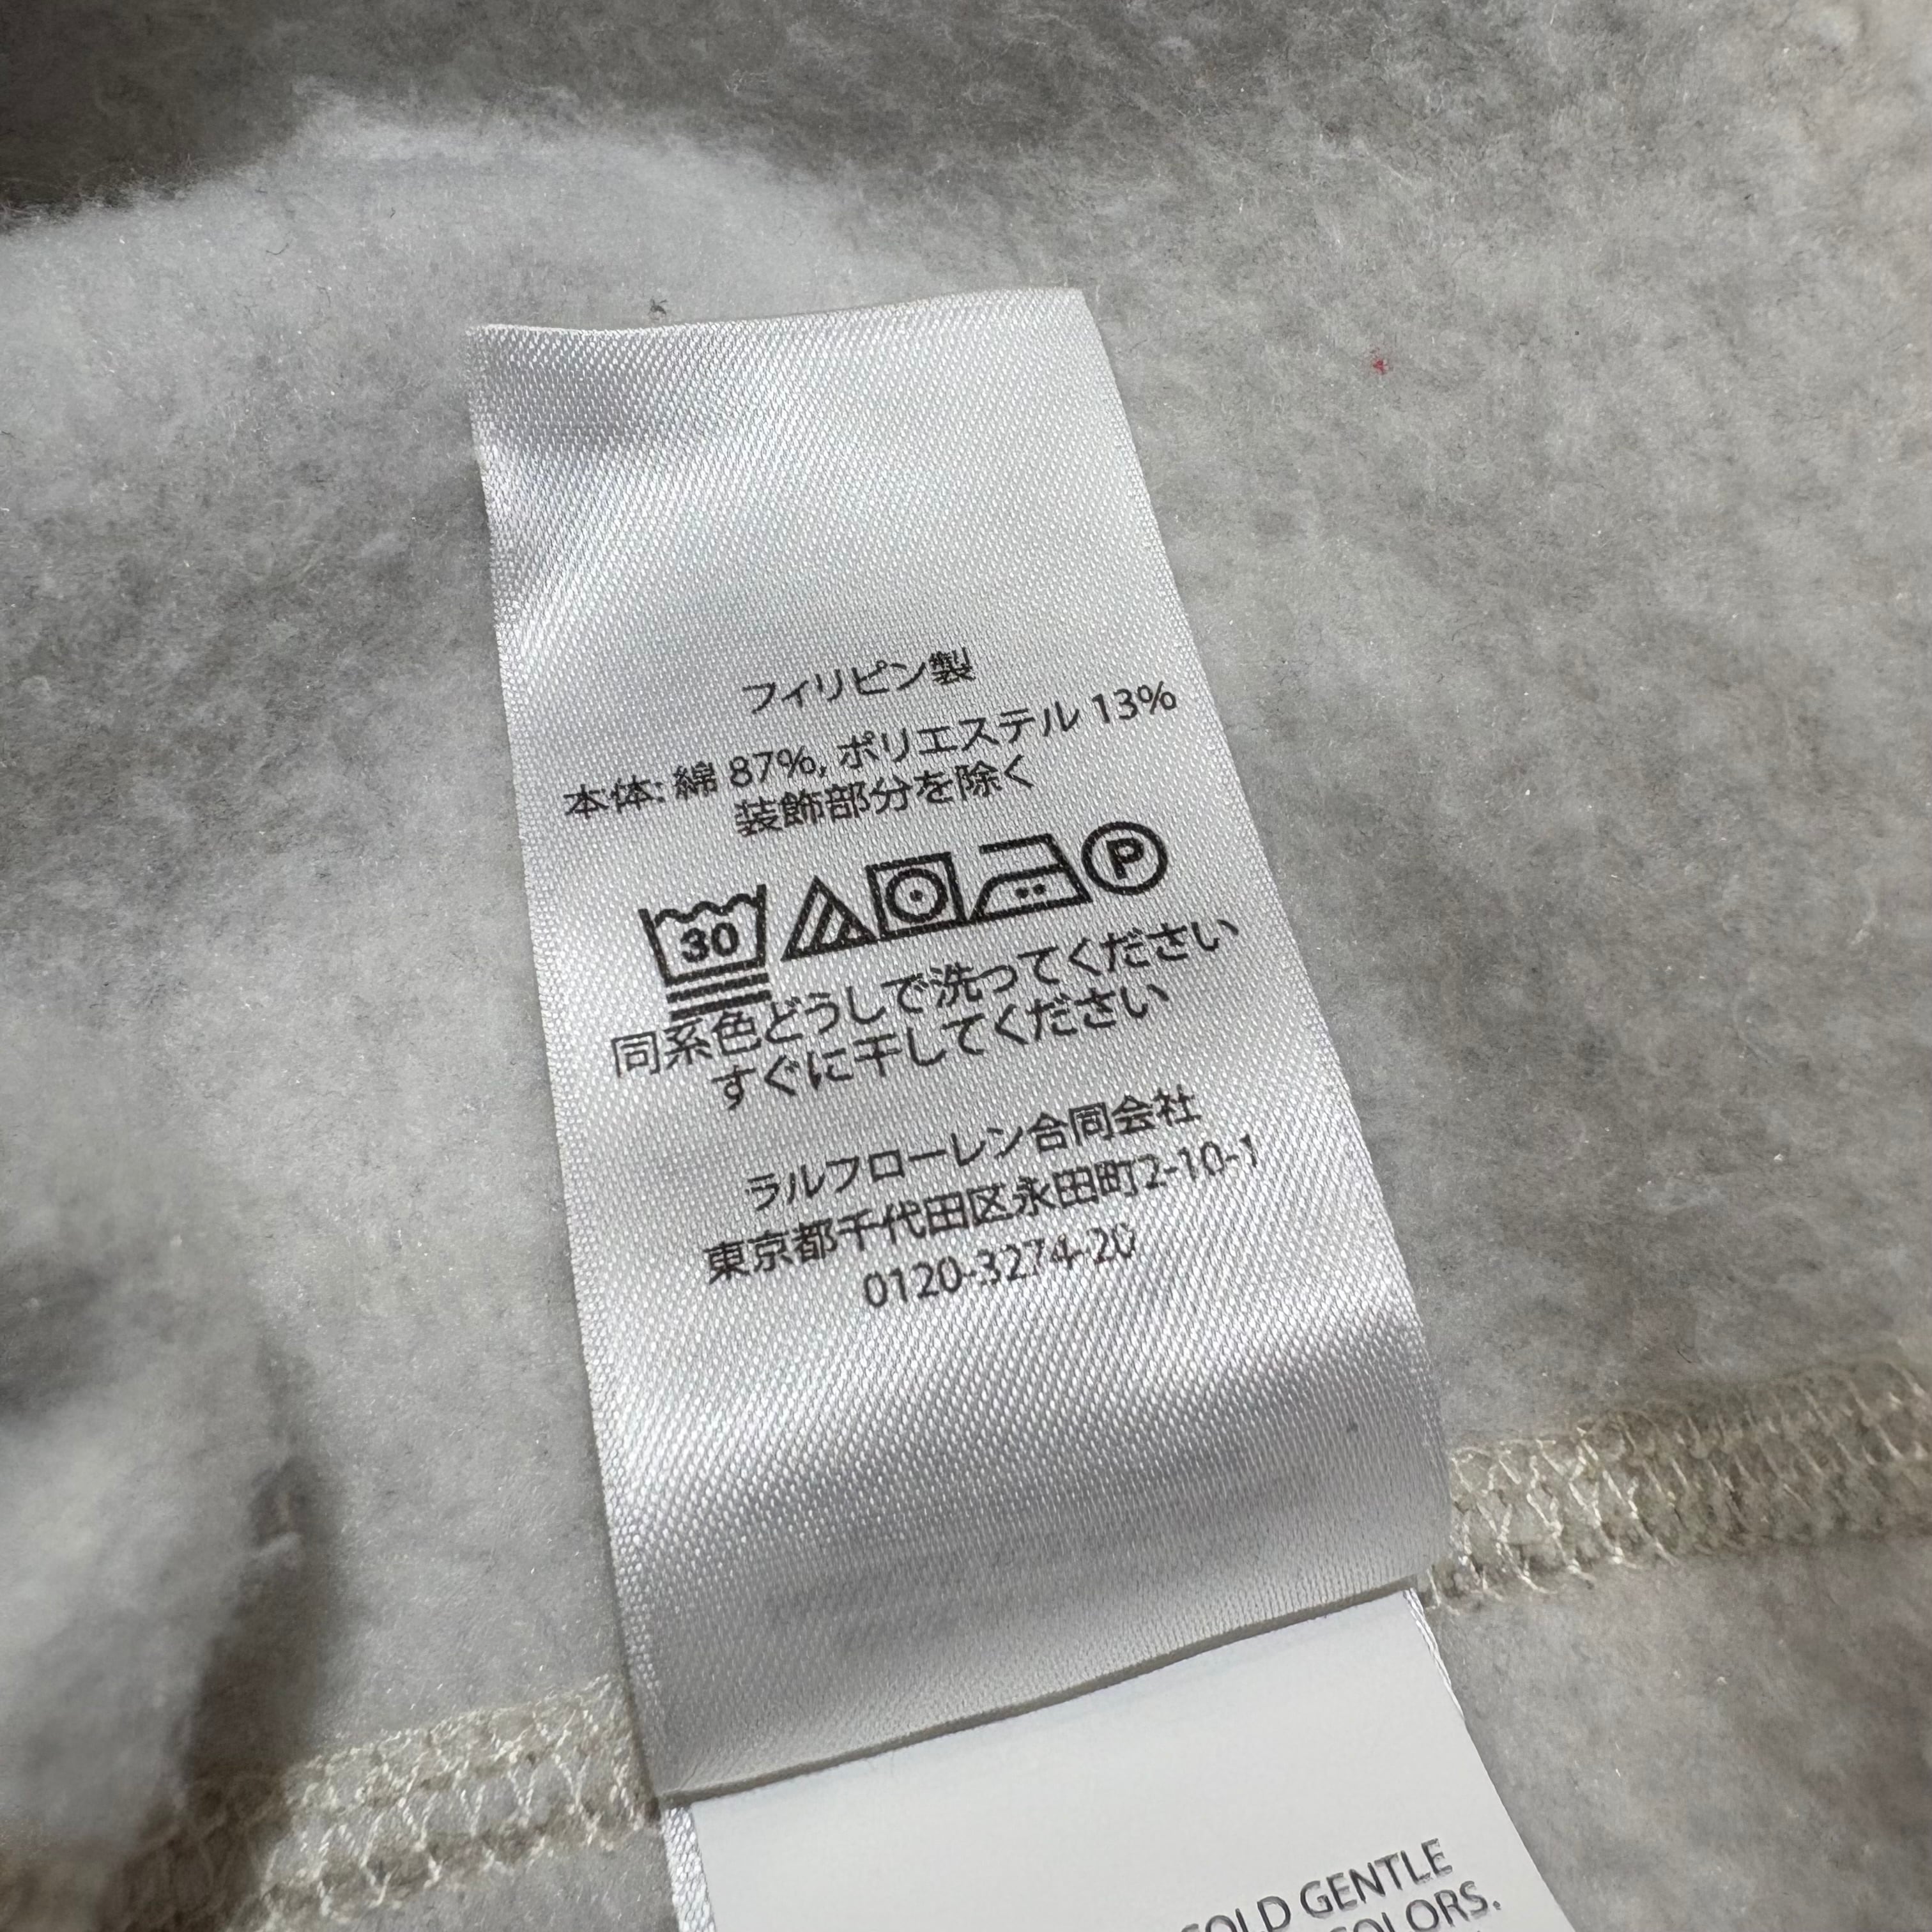 フィリピン製
本体: 綿 87%, ポリエステル 13%
装飾部分を除く
30
P
同系色どうしで洗ってください
すぐに干してください
ラルフローレン合同会社
東京都千代田区永田町2-10-1
0120-3274-20
GENTLE